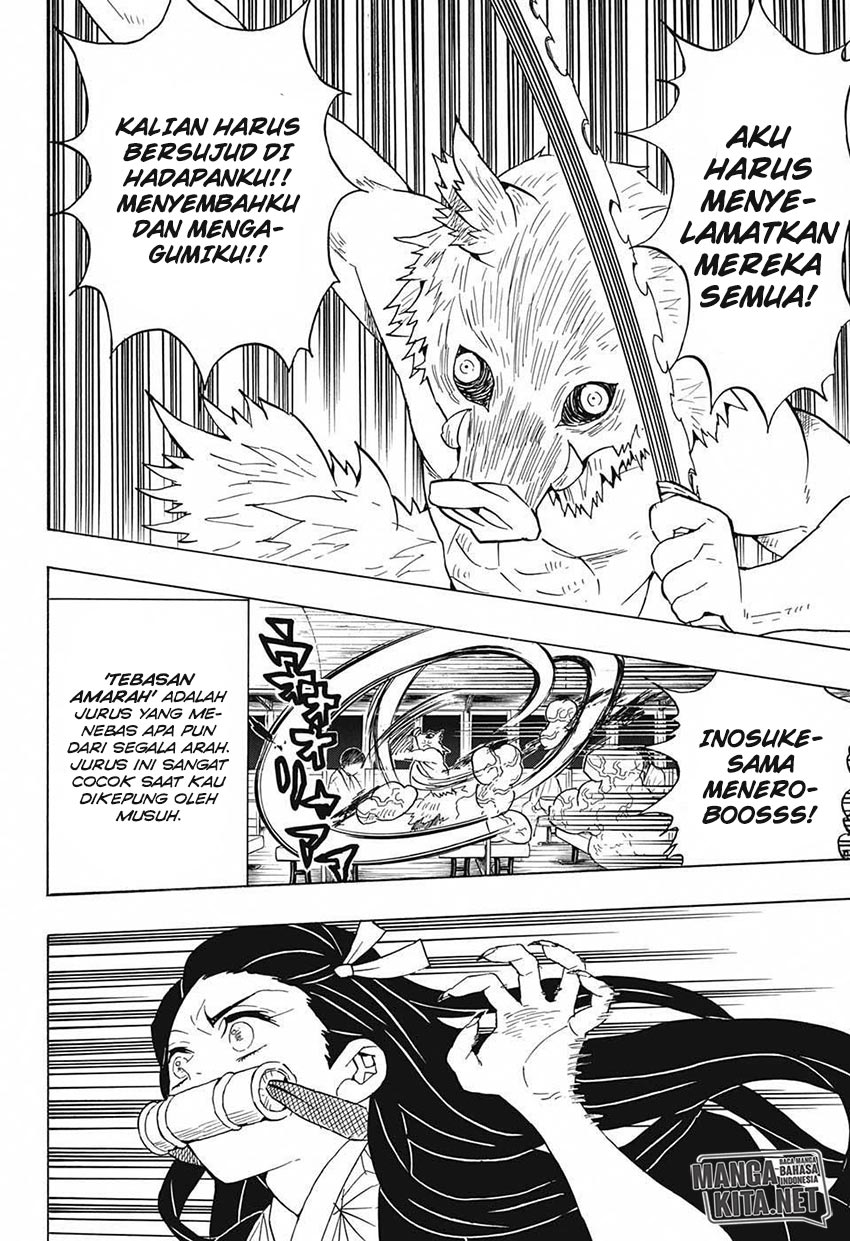 AKU
HARUS
MENYE-
LAMATKAN
MEREKA
SEMUA!
KALIAN HARUS
BERSUJUD DI
HADAPANKU!!
MENYEMBAHKU
DAN MENGA-
GUMIKU!!
INOSUKE-
SAMA
MENERO-
BOOSSS!
'TEBASAN
AMARAH' ADALAH
JURUS YANG ME-
NEBAS APA PUN
DARI SEGALA ARAH.
JURUS INI SANGAT
COCOK SAAT KAU
DIKEPUNG OLEH
MUSUH.
MANGA
KITA.NET
BACA MANGA
BAHASA
INDONESIA